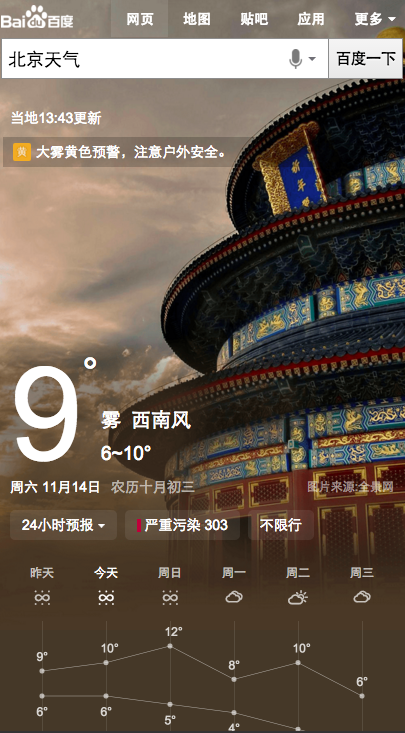 Baidu百度 网页 地图 贴吧 应用 更多
北京天气 百度一下
当地13:43更新
黄 大雾黄色预警，注意户外安全。
祈年殿
9°
雾 西南风
6~10°
周六 11月14日 农历十月初三
图片来源:全景网
24小时预报 严重污染 303 不限行
昨天 今天 周日 周一 周二 周三
9° 10° 12° 8° 10° 6°
6° 6° 5° 4°